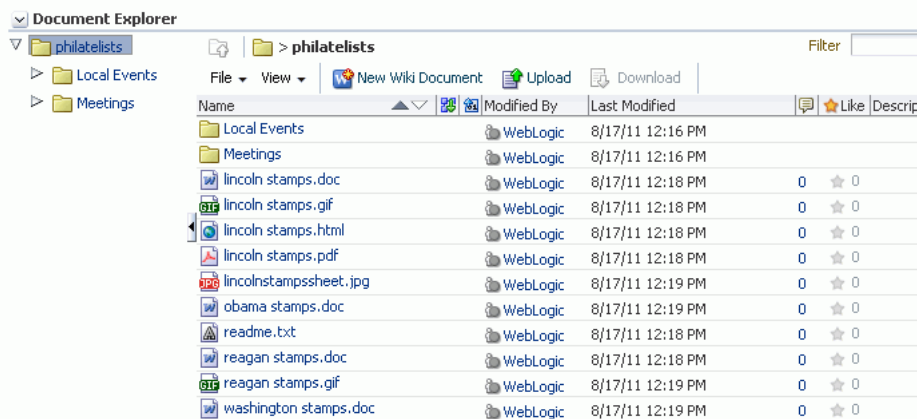 Document Explorer
philatelists
Local Events
Meetings
> philatelists
Filter
File View New Wiki Document Upload Download
Name Modified By Last Modified Like Descrip
Local Events WebLogic 8/17/11 12:16 PM
Meetings WebLogic 8/17/11 12:16 PM
lincoln stamps.doc WebLogic 8/17/11 12:18 PM 0 0
GIF lincoln stamps.gif WebLogic 8/17/11 12:18 PM 0 0
lincoln stamps.html WebLogic 8/17/11 12:18 PM 0 0
lincoln stamps.pdf WebLogic 8/17/11 12:18 PM 0 0
JPG lincolnstampssheet.jpg WebLogic 8/17/11 12:19 PM 0 0
obama stamps.doc WebLogic 8/17/11 12:19 PM 0 0
readme.txt WebLogic 8/17/11 12:18 PM 0 0
reagan stamps.doc WebLogic 8/17/11 12:18 PM 0 0
GIF reagan stamps.gif WebLogic 8/17/11 12:19 PM 0 0
washington stamps.doc WebLogic 8/17/11 12:19 PM 0 0